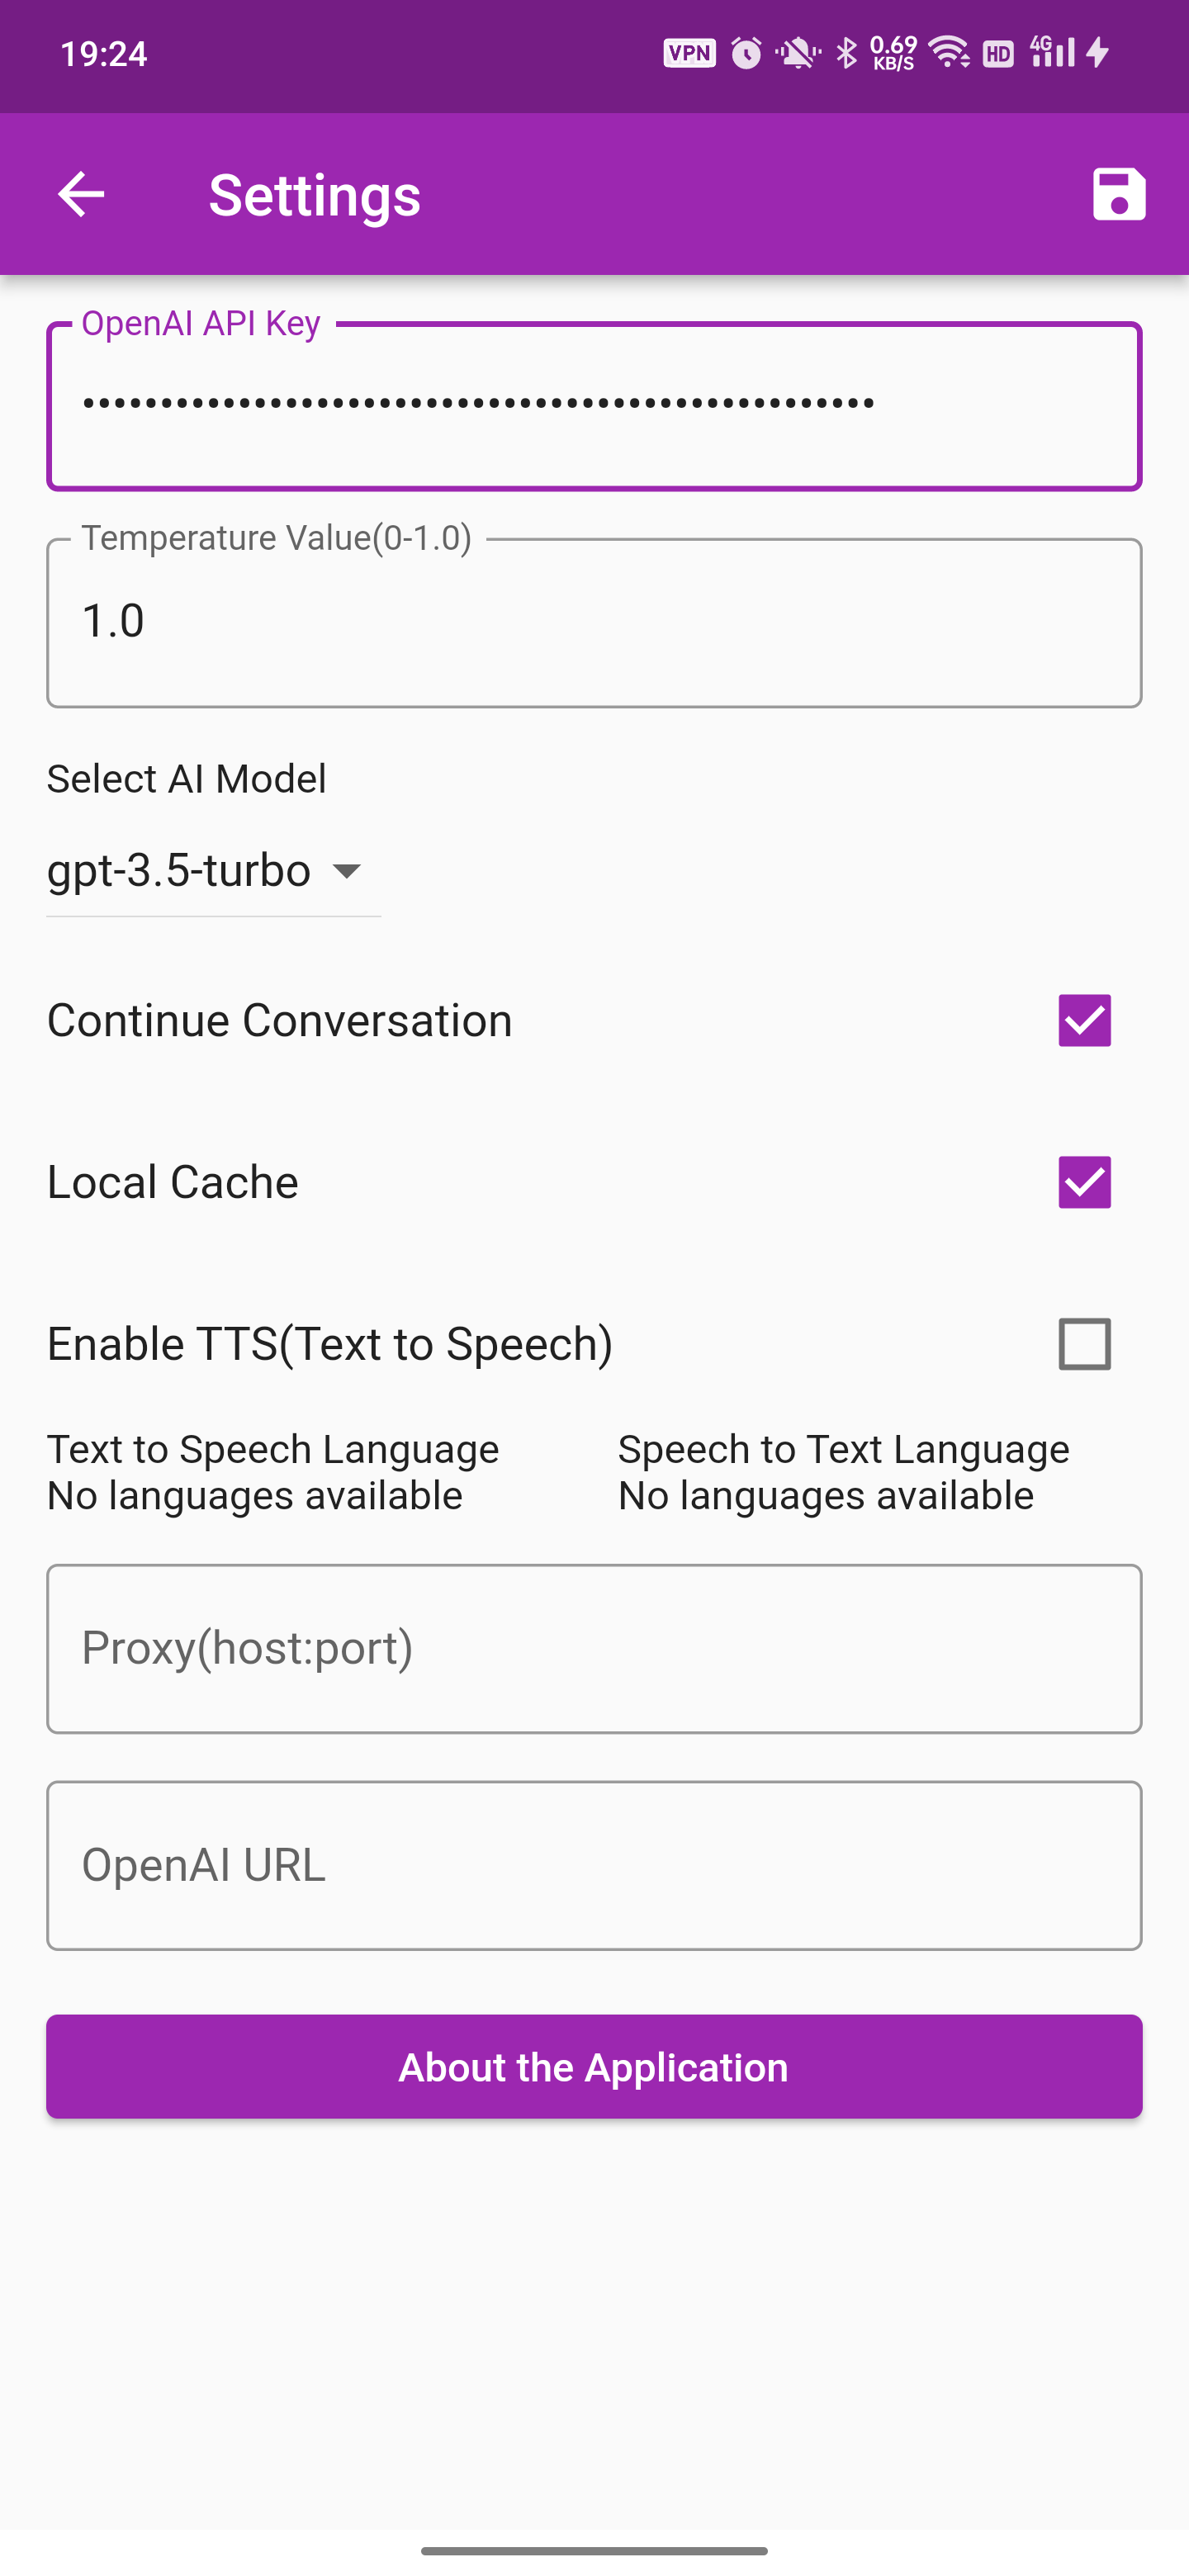 19:24 VPN 0.69 KB/S HD 4G
Settings
OpenAI API Key
•••••••••••••••••••••••••••••••••••••••••••••••••••
Temperature Value(0-1.0)
1.0
Select AI Model
gpt-3.5-turbo
Continue Conversation
Local Cache
Enable TTS(Text to Speech)
Text to Speech Language
No languages available
Speech to Text Language
No languages available
Proxy(host:port)
OpenAI URL
About the Application